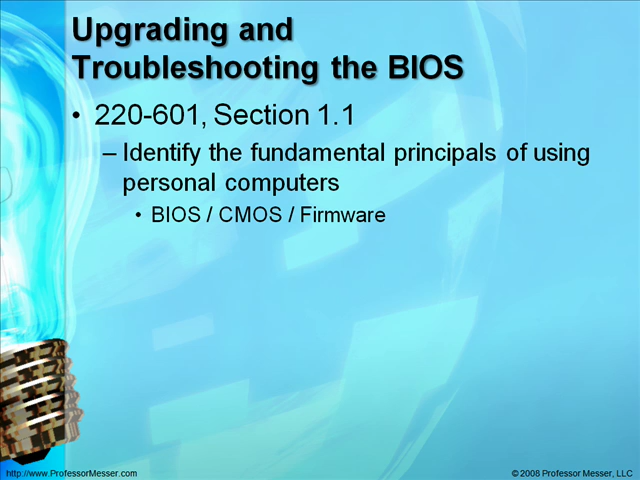 Upgrading and
Troubleshooting the BIOS
• 220-601, Section 1.1
– Identify the fundamental principals of using
personal computers
• BIOS / CMOS / Firmware
http://www.ProfessorMesser.com
© 2008 Professor Messer, LLC